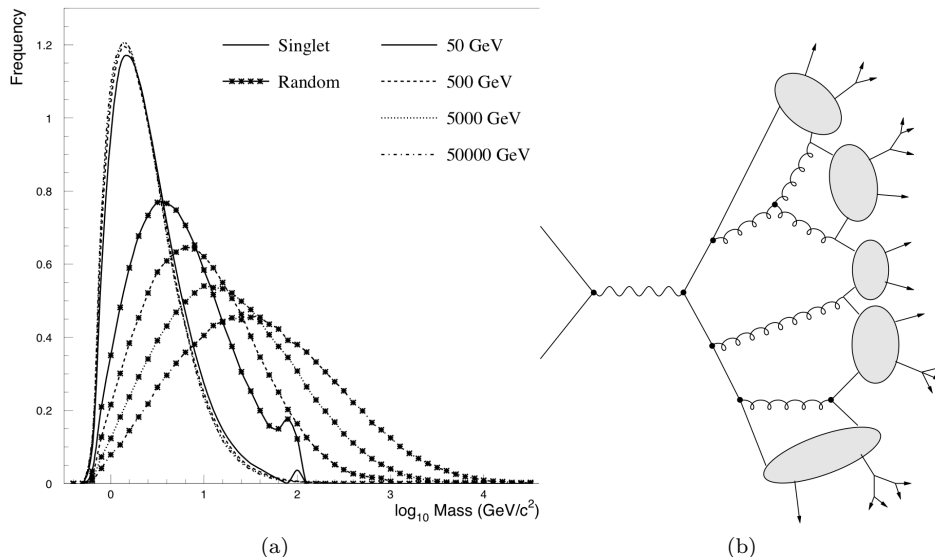 Frequency
1.2
1
0.8
0.6
0.4
0.2
0
0 1 2 3 4
log10 Mass (GeV/c2)
Singlet
Random
50 GeV
500 GeV
5000 GeV
50000 GeV
(a)
(b)